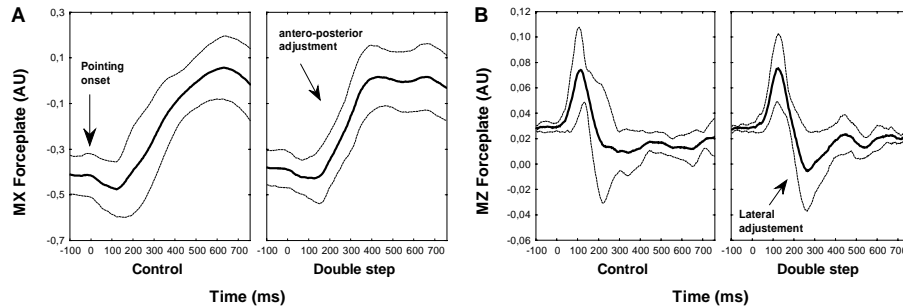 A
B
MX Forceplate (AU)
0,3
0,1
-0,1
-0,3
-0,5
-0,7
Pointing
onset
antero-posterior
adjustment
-100 0 100 200 300 400 500 600 700
-100 0 100 200 300 400 500 600 700
Control
Double step
Time (ms)
MZ Forceplate (AU)
0,12
0,10
0,08
0,06
0,04
0,02
0,00
-0,02
-0,04
-0,06
Lateral
adjustement
-100 0 100 200 300 400 500 600 700
-100 0 100 200 300 400 500 600 700
Control
Double step
Time (ms)